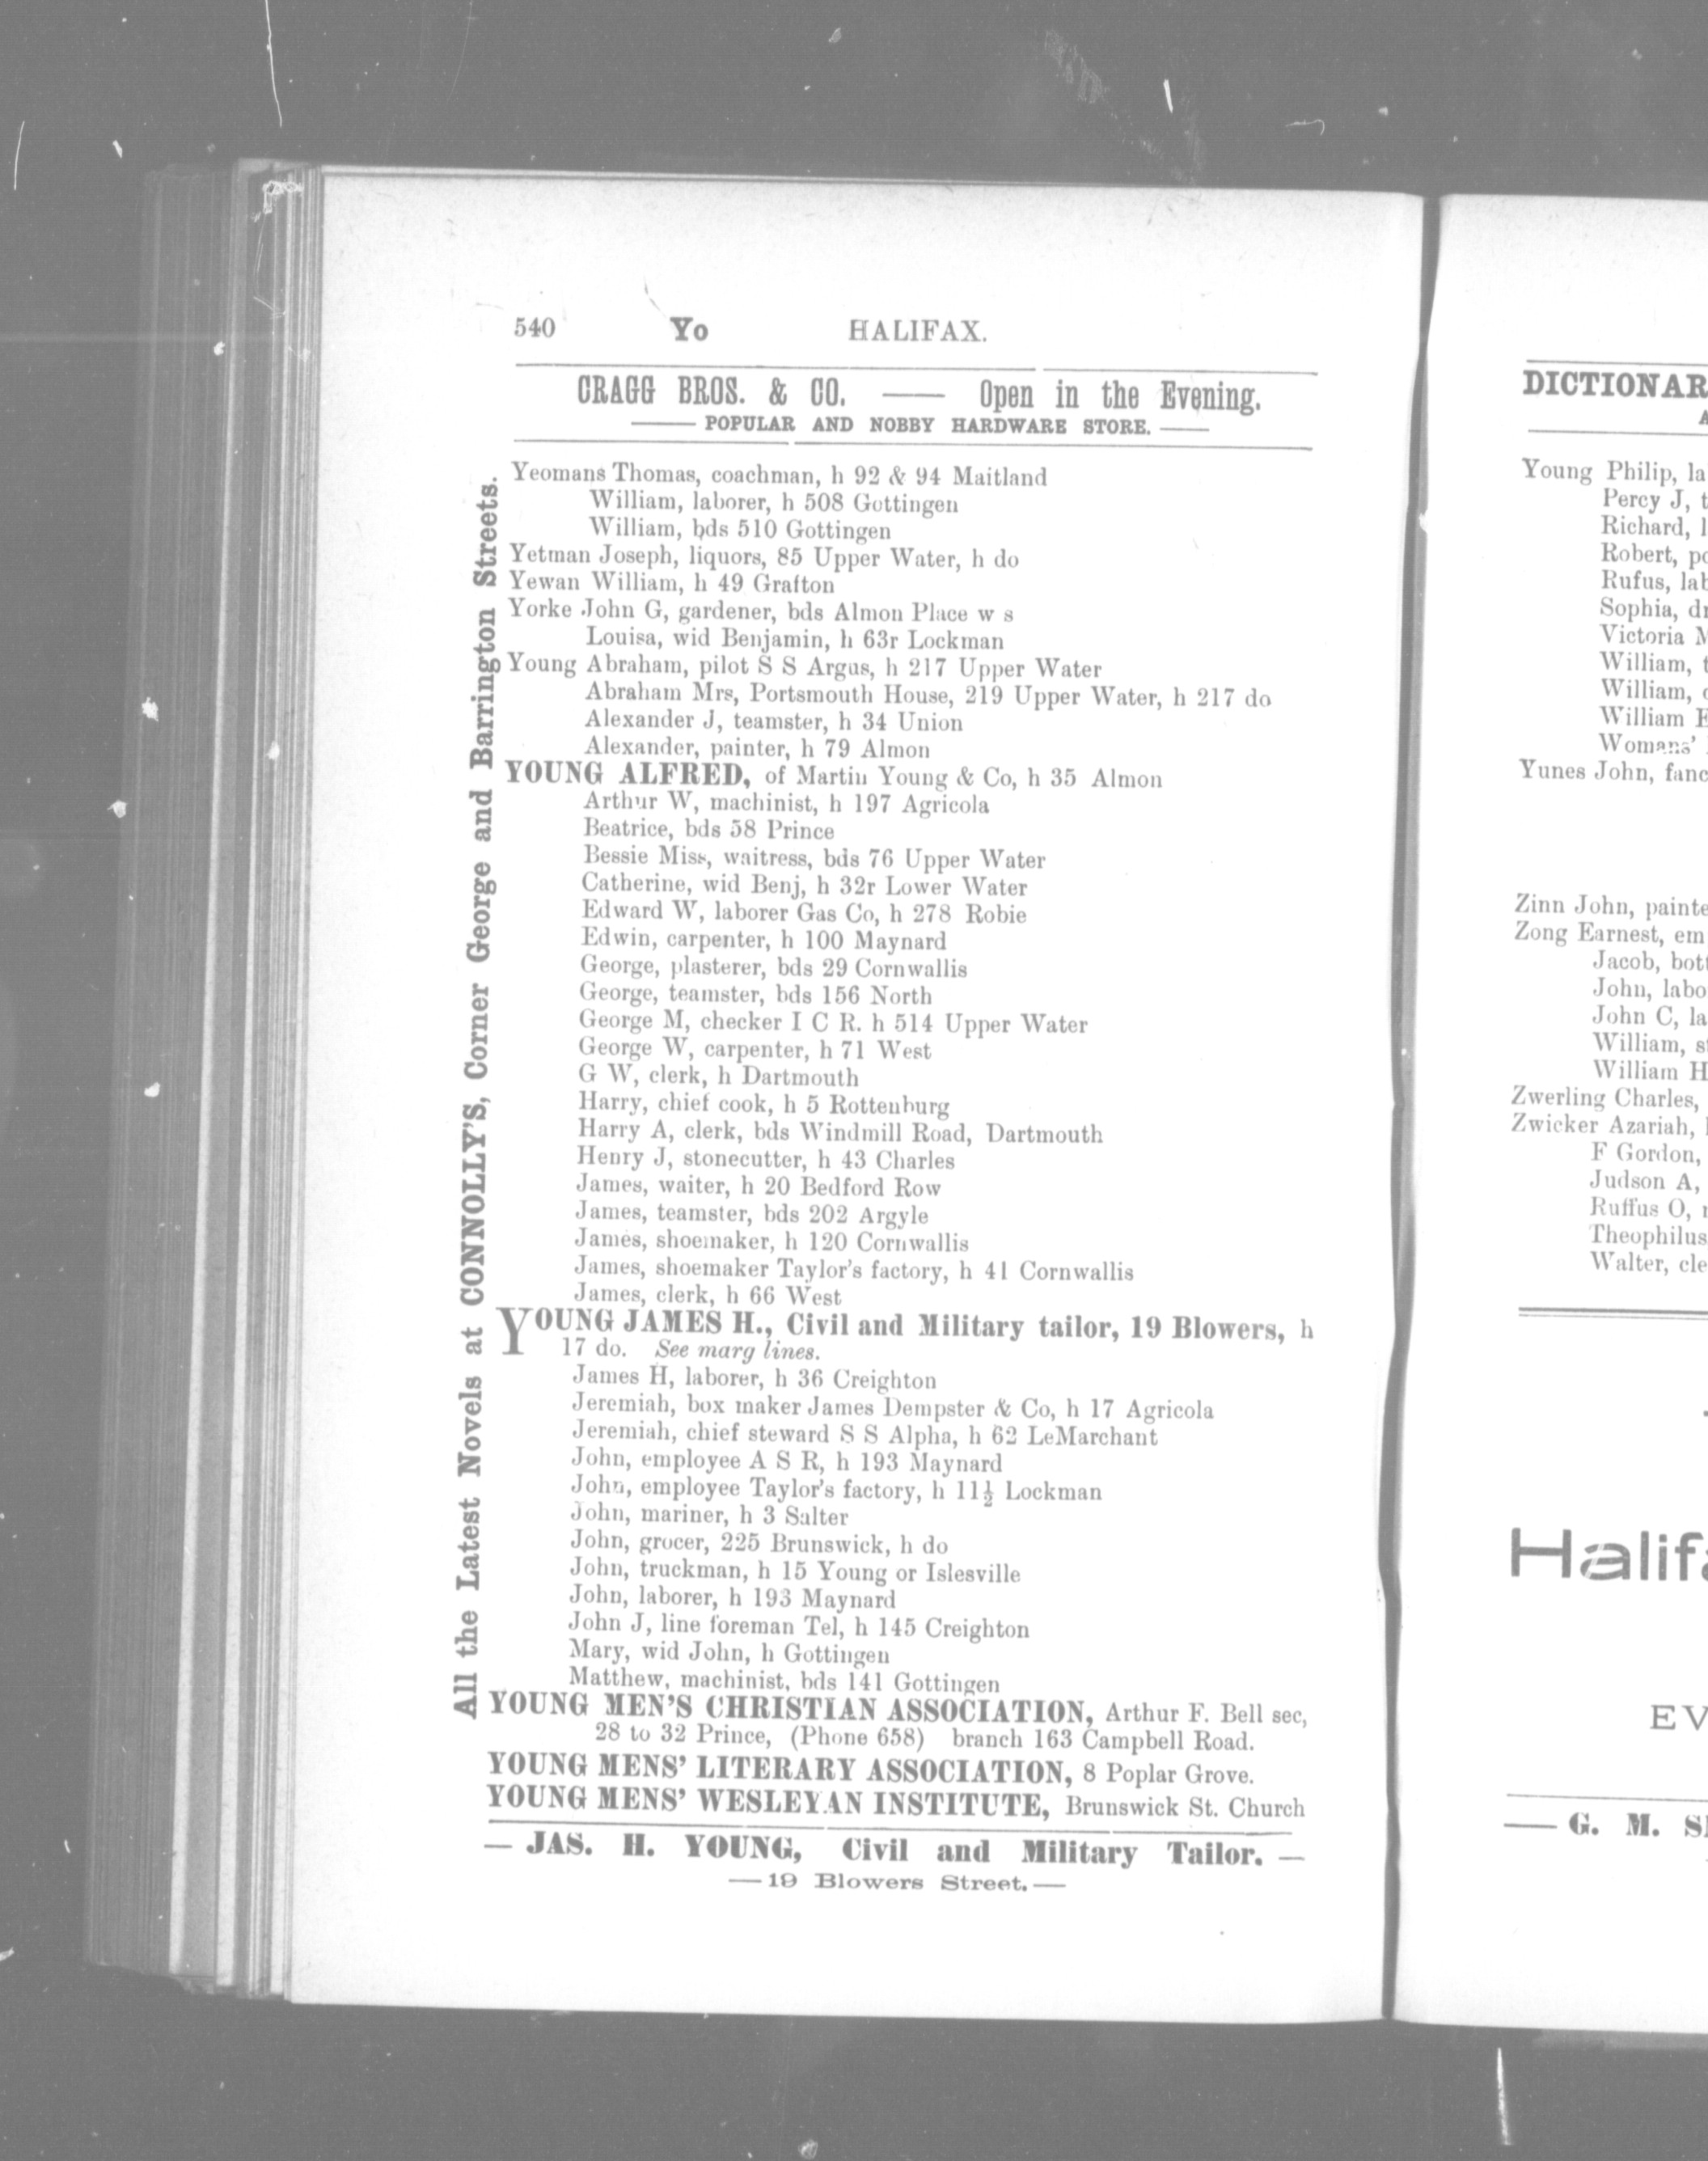 540 Yo HALIFAX.
CRAGG BROS. & CO. —— Open in the Evening.
—— POPULAR AND NOBBY HARDWARE STORE. ——
All the Latest Novels at CONNOLLY'S, Corner George and Barrington Streets.
Yeomans Thomas, coachman, h 92 & 94 Maitland
William, laborer, h 508 Gottingen
William, bds 510 Gottingen
Yetman Joseph, liquors, 85 Upper Water, h do
Yewan William, h 49 Grafton
Yorke John G, gardener, bds Almon Place w s
Louisa, wid Benjamin, h 63r Lockman
Young Abraham, pilot S S Argus, h 217 Upper Water
Abraham Mrs, Portsmouth House, 219 Upper Water, h 217 do
Alexander J, teamster, h 34 Union
Alexander, painter, h 79 Almon
YOUNG ALFRED, of Martin Young & Co, h 35 Almon
Arthur W, machinist, h 197 Agricola
Beatrice, bds 58 Prince
Bessie Miss, waitress, bds 76 Upper Water
Catherine, wid Benj, h 32r Lower Water
Edward W, laborer Gas Co, h 278 Robie
Edwin, carpenter, h 100 Maynard
George, plasterer, bds 29 Cornwallis
George, teamster, bds 156 North
George M, checker I C R. h 514 Upper Water
George W, carpenter, h 71 West
G W, clerk, h Dartmouth
Harry, chief cook, h 5 Rottenburg
Harry A, clerk, bds Windmill Road, Dartmouth
Henry J, stonecutter, h 43 Charles
James, waiter, h 20 Bedford Row
James, teamster, bds 202 Argyle
James, shoemaker, h 120 Cornwallis
James, shoemaker Taylor's factory, h 41 Cornwallis
James, clerk, h 66 West
YOUNG JAMES H., Civil and Military tailor, 19 Blowers, h
17 do. See marg lines.
James H, laborer, h 36 Creighton
Jeremiah, box maker James Dempster & Co, h 17 Agricola
Jeremiah, chief steward S S Alpha, h 62 LeMarchant
John, employee A S R, h 193 Maynard
John, employee Taylor's factory, h 11½ Lockman
John, mariner, h 3 Salter
John, grocer, 225 Brunswick, h do
John, truckman, h 15 Young or Islesville
John, laborer, h 193 Maynard
John J, line foreman Tel, h 145 Creighton
Mary, wid John, h Gottingen
Matthew, machinist, bds 141 Gottingen
YOUNG MEN'S CHRISTIAN ASSOCIATION, Arthur F. Bell sec,
28 to 32 Prince, (Phone 658) branch 163 Campbell Road.
YOUNG MENS' LITERARY ASSOCIATION, 8 Poplar Grove.
YOUNG MENS' WESLEYAN INSTITUTE, Brunswick St. Church
— JAS. H. YOUNG, Civil and Military Tailor. —
— 19 Blowers Street. —
DICTIONAR
Young Philip, la
Percy J, t
Richard, l
Robert, po
Rufus, lab
Sophia, dr
Victoria M
William, t
William,
William E
Womans'
Yunes John, fanc
Zinn John, painte
Zong Earnest, em
Jacob, bott
John, labo
John C, la
William, st
William H
Zwerling Charles,
Zwicker Azariah,
F Gordon,
Judson A,
Ruffus O,
Theophilus
Walter, cle
Halifa
EV
— G. M. S